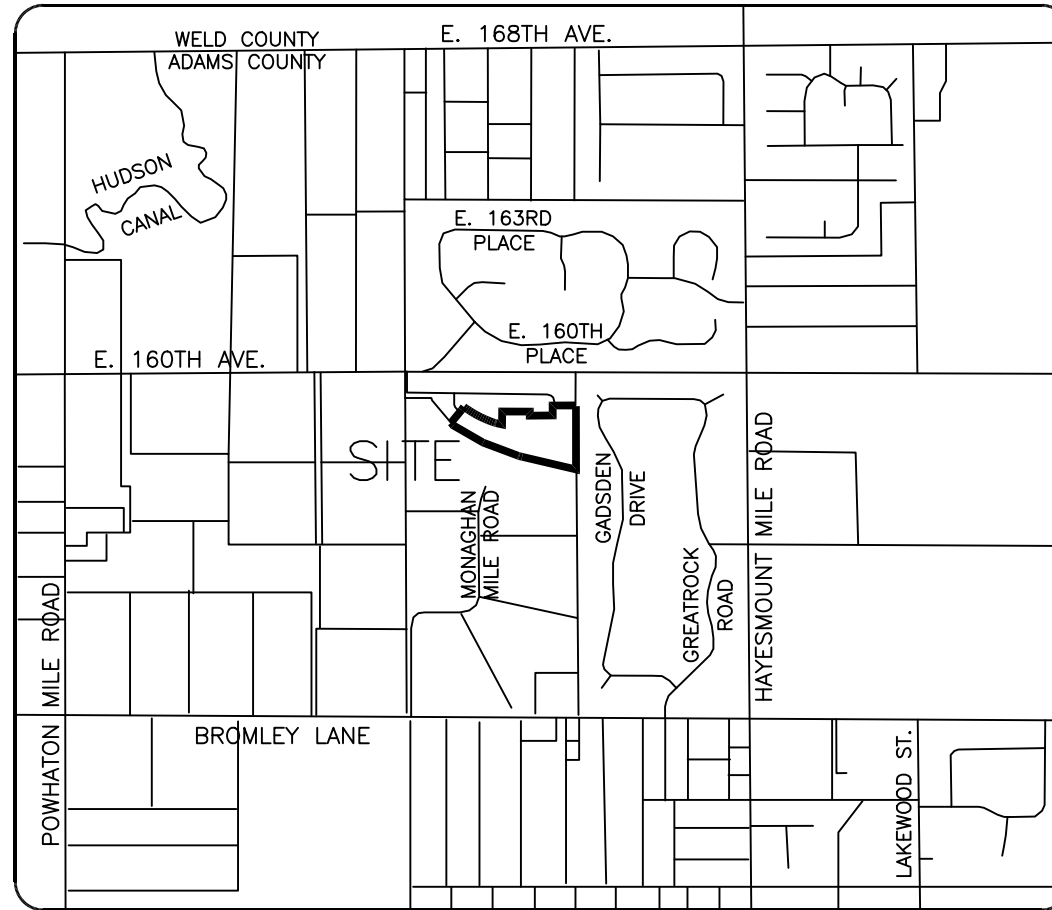 WELD COUNTY
E. 168TH AVE.
ADAMS COUNTY
HUDSON
CANAL
E. 163RD
PLACE
E. 160TH
PLACE
E. 160TH AVE.
SITE
MONAGHAN
MILE ROAD
GADSDEN
DRIVE
GREATROCK
ROAD
HAYESMOUNT MILE ROAD
POWHATON MILE ROAD
BROMLEY LANE
LAKEWOOD ST.